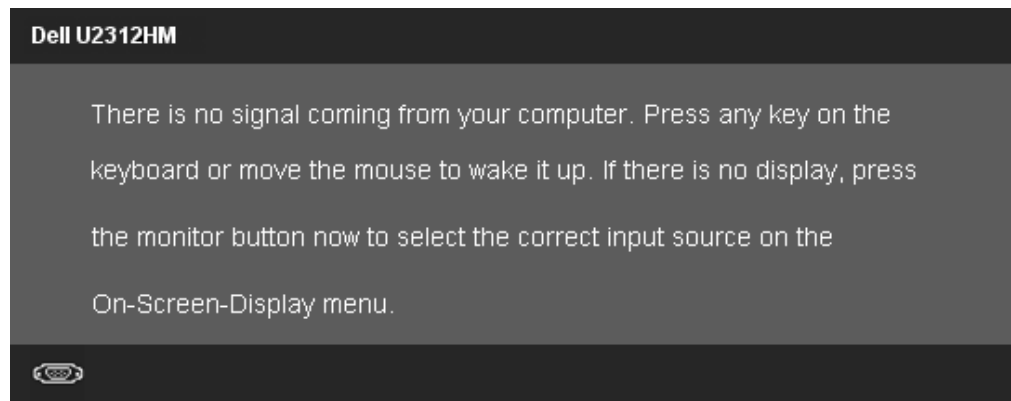 Dell U2312HM
There is no signal coming from your computer. Press any key on the
keyboard or move the mouse to wake it up. If there is no display, press
the monitor button now to select the correct input source on the
On-Screen-Display menu.